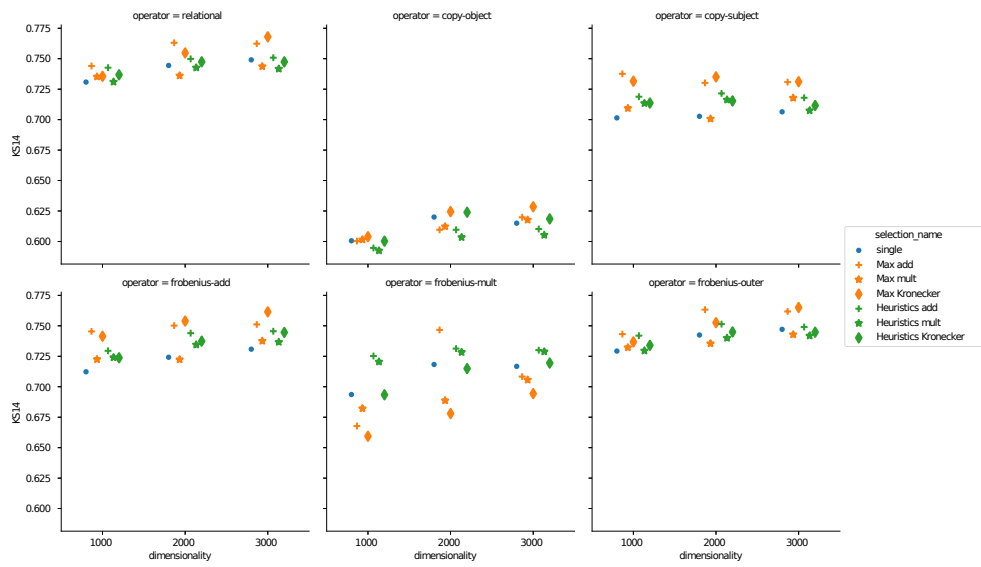 operator = relational
operator = copy-object
operator = copy-subject
0.775
0.750
0.725
0.700
0.675
0.650
0.625
0.600
KS14
selection_name
single
Max add
Max mult
Max Kronecker
Heuristics add
Heuristics mult
Heuristics Kronecker
operator = frobenius-add
operator = frobenius-mult
operator = frobenius-outer
0.775
0.750
0.725
0.700
0.675
0.650
0.625
0.600
KS14
1000 2000 3000
dimensionality
1000 2000 3000
dimensionality
1000 2000 3000
dimensionality